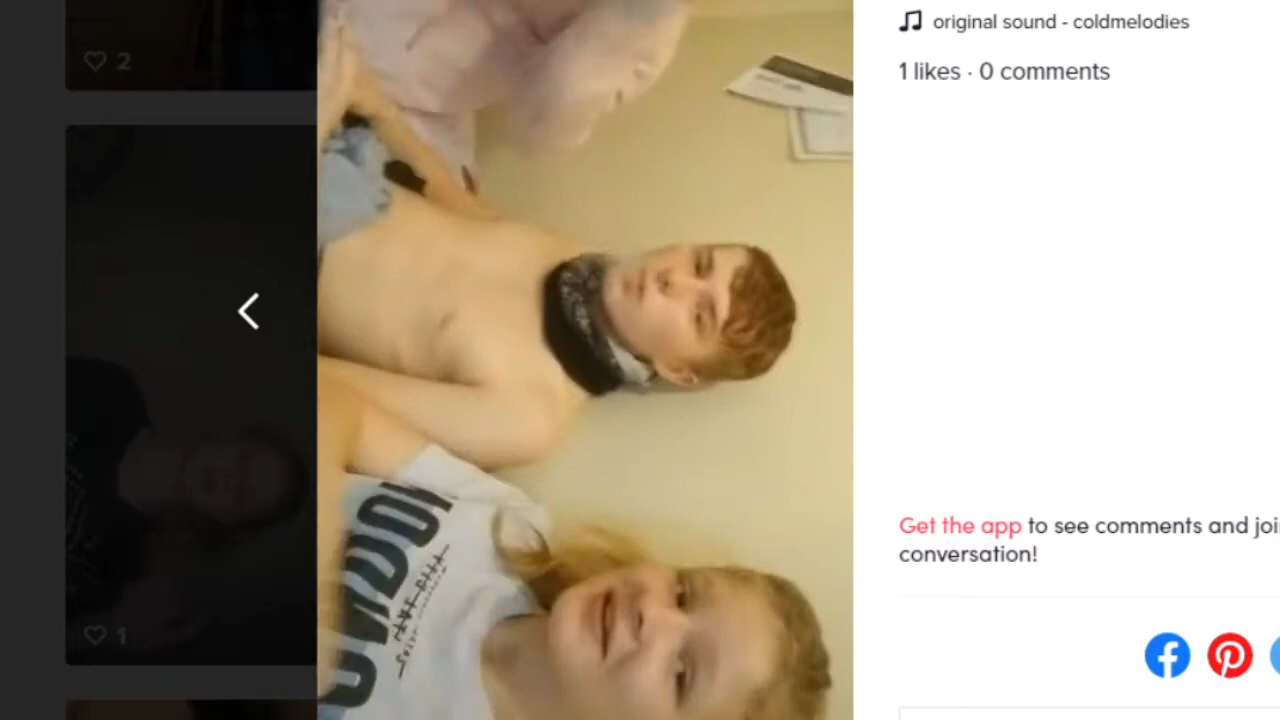 2
original sound - coldmelodies
1 likes · 0 comments
1
Get the app to see comments and joi
conversation!